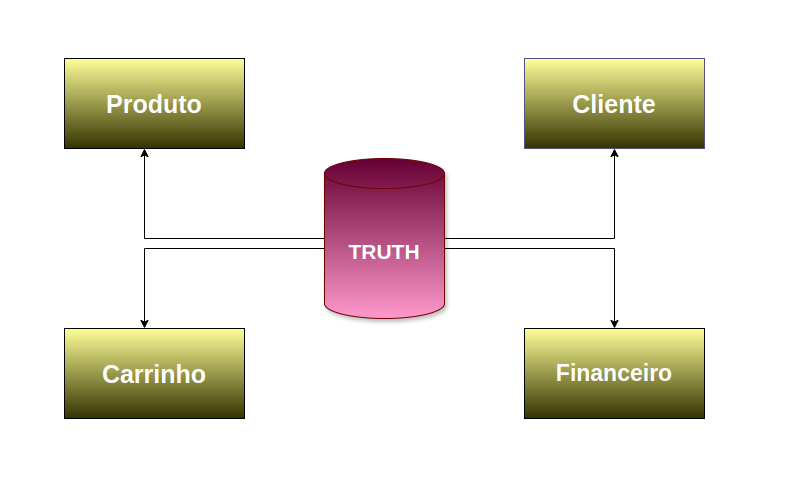 Produto
Cliente
TRUTH
Carrinho
Financeiro